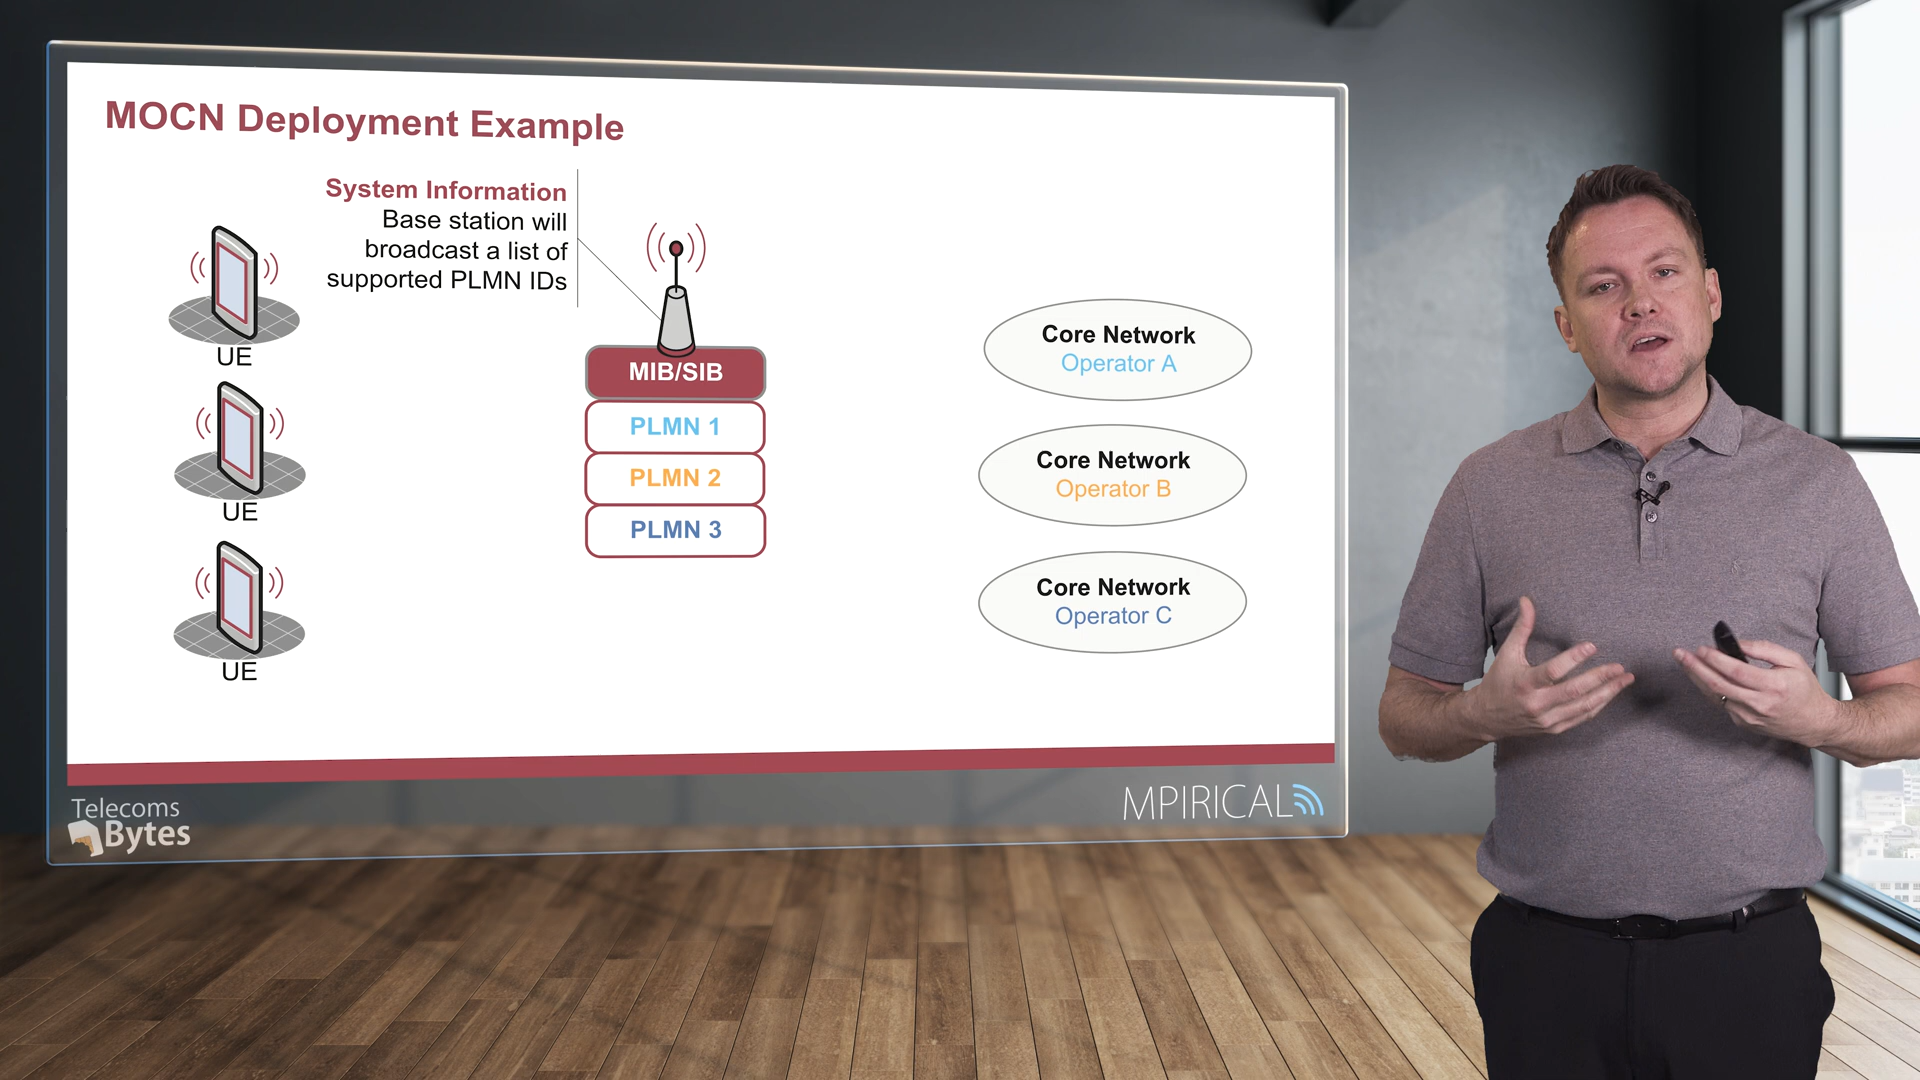 MOCN Deployment Example
System Information
Base station will
broadcast a list of
supported PLMN IDs
UE
UE
UE
MIB/SIB
PLMN 1
PLMN 2
PLMN 3
Core Network
Operator A
Core Network
Operator B
Core Network
Operator C
Telecoms
Bytes
MPIRICAL